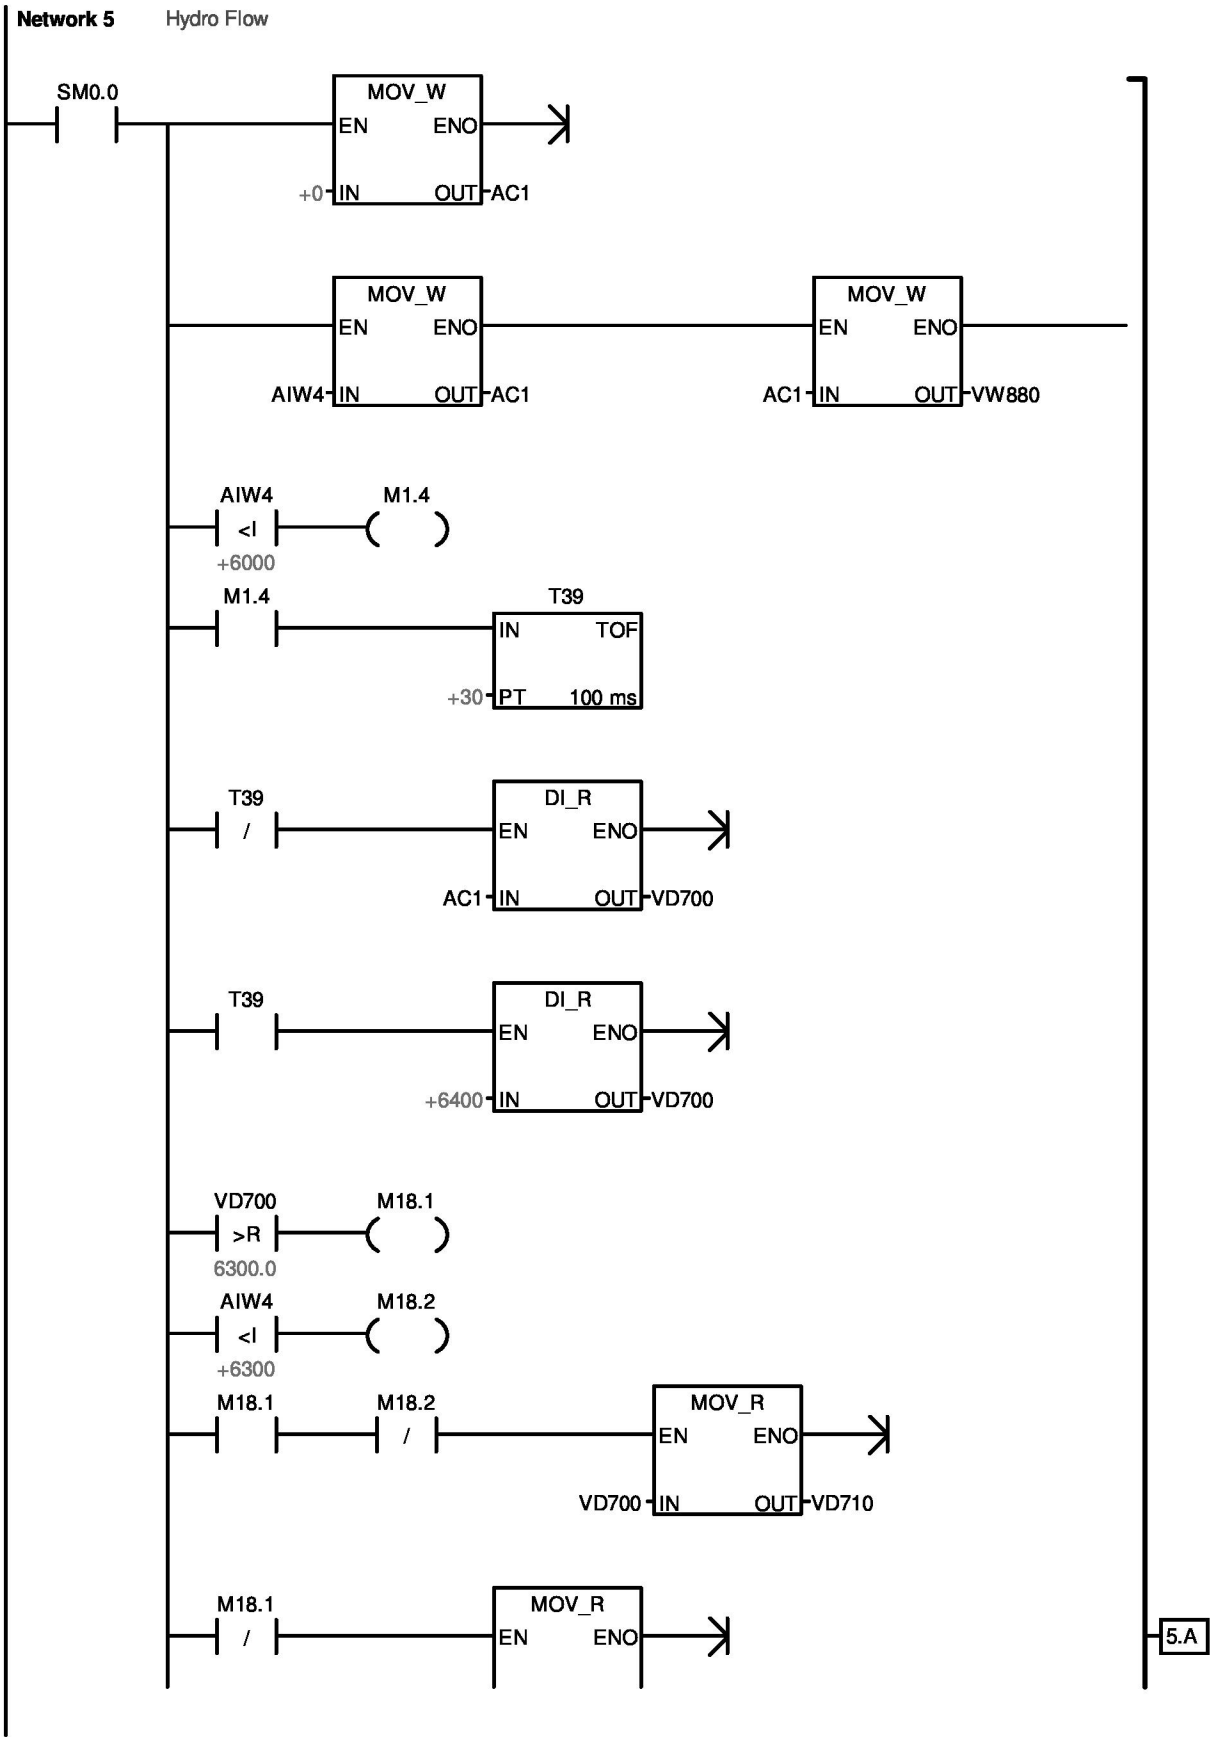 Network 5 Hydro Flow
SM0.0
MOV_W
EN ENO
+0 IN OUT AC1
MOV_W MOV_W
EN ENO EN ENO
AIW4 IN OUT AC1 AC1 IN OUT VW880
AIW4 M1.4
<I
+6000
M1.4 T39
IN TOF
+30 PT 100 ms
T39 DI_R
/ EN ENO
AC1 IN OUT VD700
T39 DI_R
EN ENO
+6400 IN OUT VD700
VD700 M18.1
>R
6300.0
AIW4 M18.2
<I
+6300
M18.1 M18.2 MOV_R
/ EN ENO
VD700 IN OUT VD710
M18.1 MOV_R
/ EN ENO 5.A